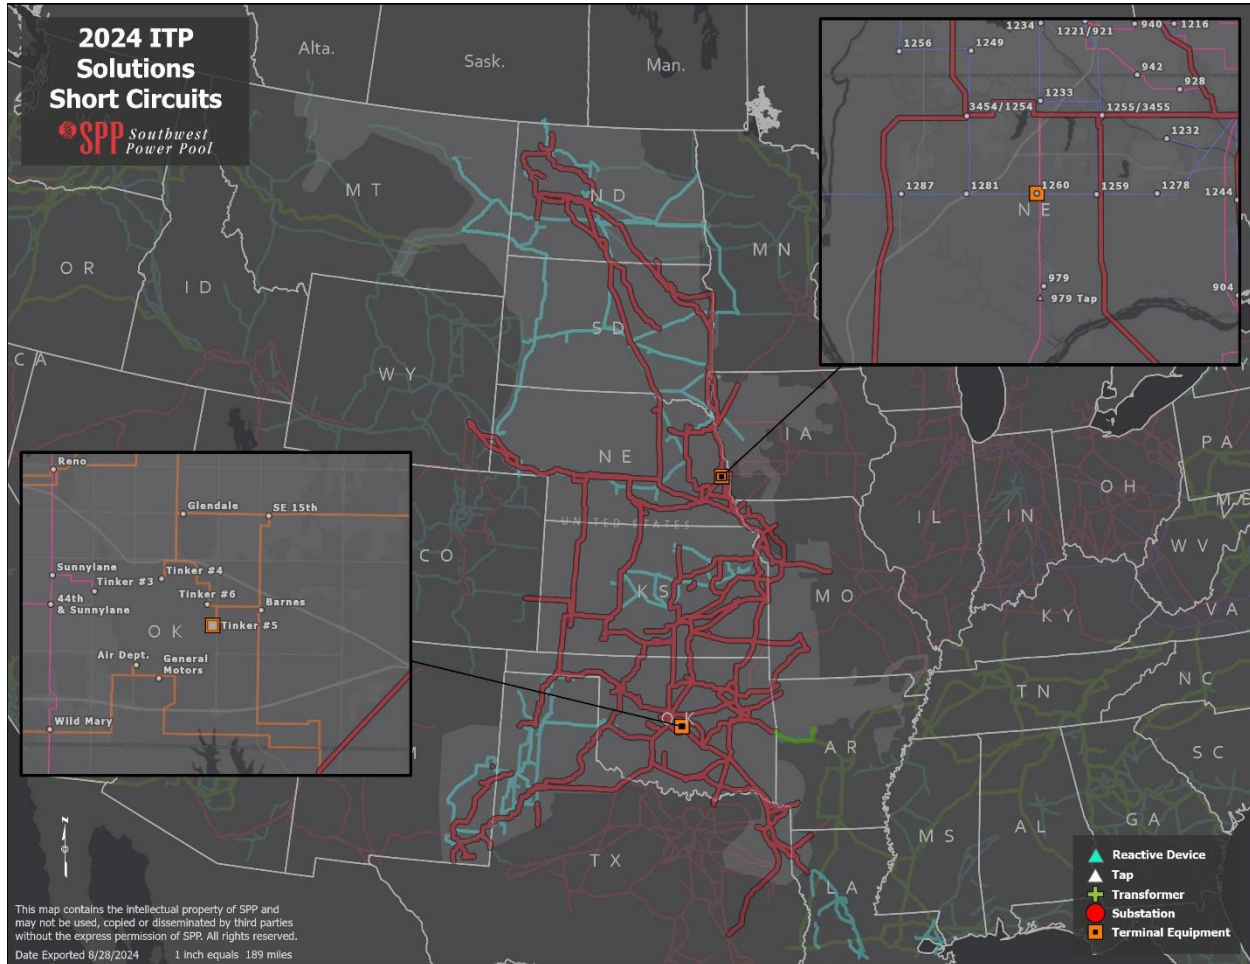 2024 ITP
Solutions
Short Circuits
SPP Southwest
Power Pool
Alta.
Sask.
Man.
MT
ND
MN
OR
ID
SD
WY
CA
IA
NE
PA
OH
IL
IN
WV
UNITED STATES
CO
KS
MO
KY
VA
TN
NC
OK
AR
SC
MS
AL
GA
TX
LA
1234
1221/921
940
1216
1256
1249
942
928
1233
3454/1254
1255/3455
1232
1287
1281
1260
1259
1278
1244
NE
979
979 Tap
904
Reno
Glendale
SE 15th
Sunnylane
Tinker #3
Tinker #4
44th
& Sunnylane
Tinker #6
Barnes
OK
Tinker #5
Air Dept.
General
Motors
Wild Mary
N
Reactive Device
Tap
Transformer
Substation
Terminal Equipment
This map contains the intellectual property of SPP and
may not be used, copied or disseminated by third parties
without the express permission of SPP. All rights reserved.
Date Exported 8/28/2024 1 inch equals 189 miles